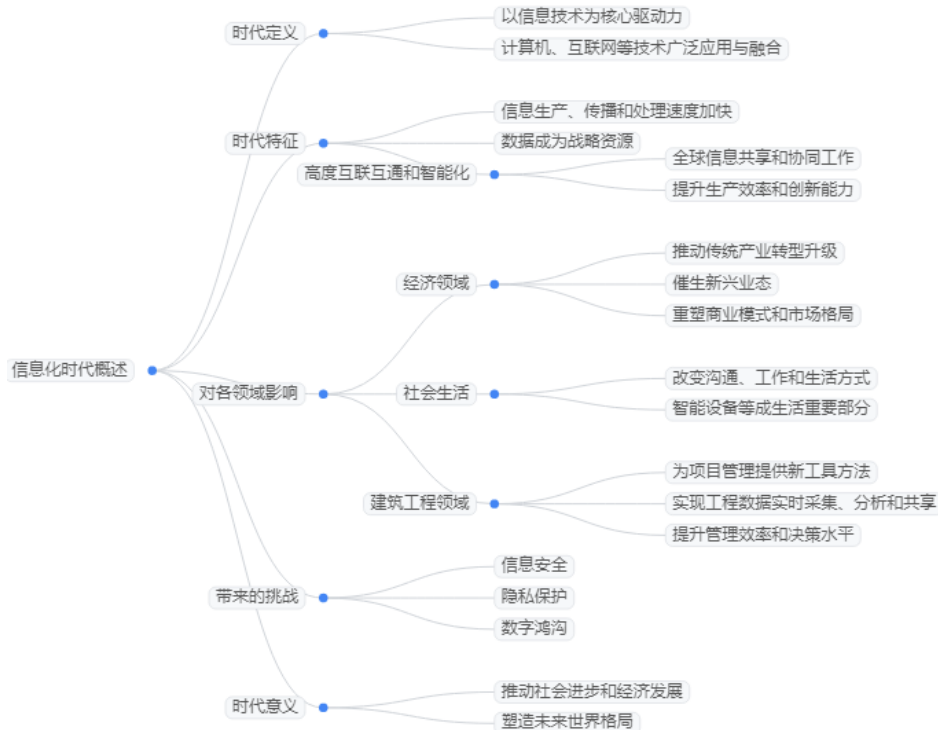 信息化时代概述
时代定义
以信息技术为核心驱动力
计算机、互联网等技术广泛应用与融合
时代特征
信息生产、传播和处理速度加快
数据成为战略资源
高度互联互通和智能化
全球信息共享和协同工作
提升生产效率和创新能力
对各领域影响
经济领域
推动传统产业转型升级
催生新兴业态
重塑商业模式和市场格局
社会生活
改变沟通、工作和生活方式
智能设备等成生活重要部分
建筑工程领域
为项目管理提供新工具方法
实现工程数据实时采集、分析和共享
提升管理效率和决策水平
带来的挑战
信息安全
隐私保护
数字鸿沟
时代意义
推动社会进步和经济发展
塑造未来世界格局